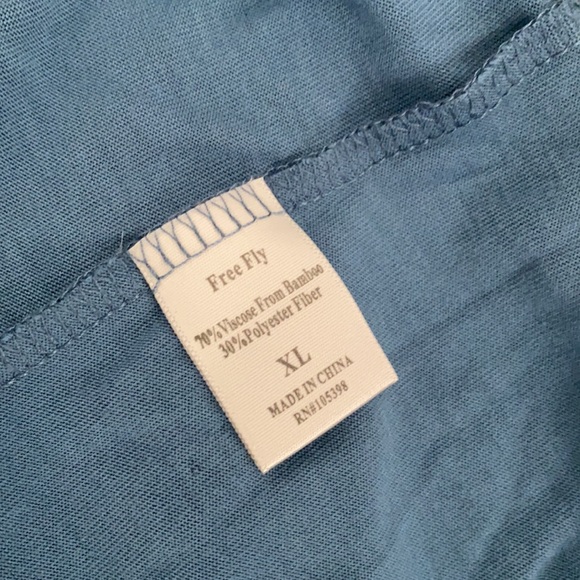 Free Fly
70%Viscose From Bamboo
30%Polyester Fiber
XL
MADE IN CHINA
RN#105398